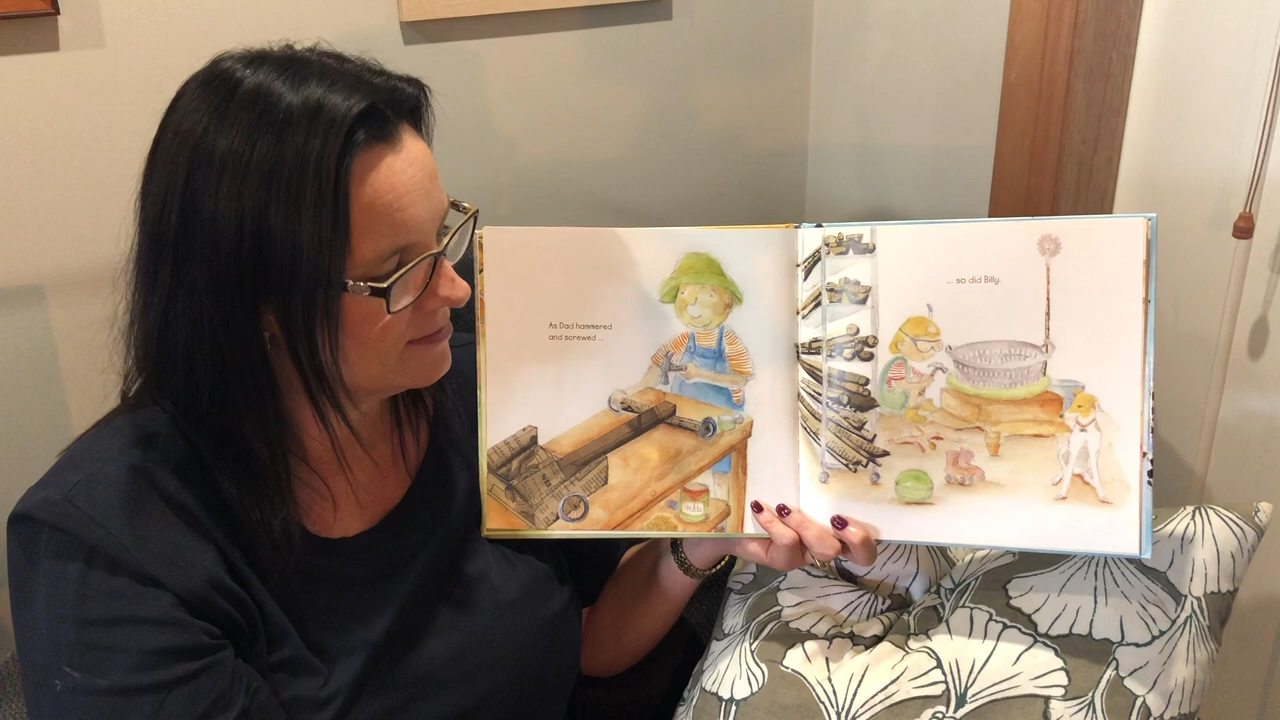 As Dad hammered
and screwed ...
... so did Billy.